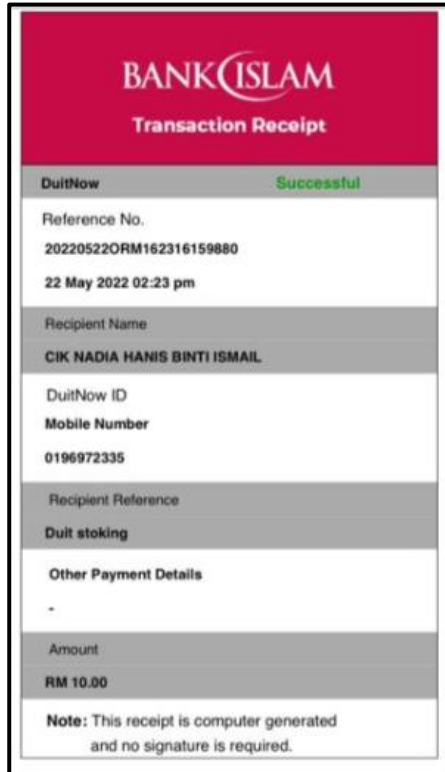 BANK ISLAM
Transaction Receipt
DuitNow Successful
Reference No.
20220522ORM162316159880
22 May 2022 02:23 pm
Recipient Name
CIK NADIA HANIS BINTI ISMAIL
DuitNow ID
Mobile Number
0196972335
Recipient Reference
Duit stoking
Other Payment Details
-
Amount
RM 10.00
Note: This receipt is computer generated
and no signature is required.